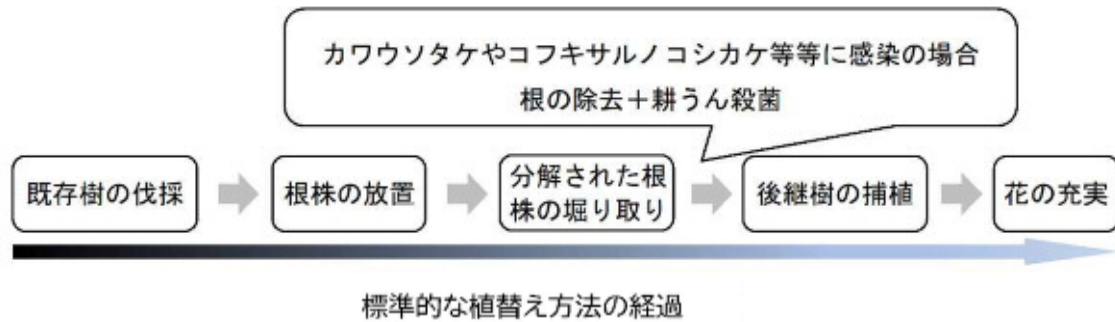 カワウソタケやコフキサルノコシカケ等等に感染の場合
根の除去＋耕うん殺菌
既存樹の伐採
根株の放置
分解された根
株の堀り取り
後継樹の捕植
花の充実
標準的な植替え方法の経過